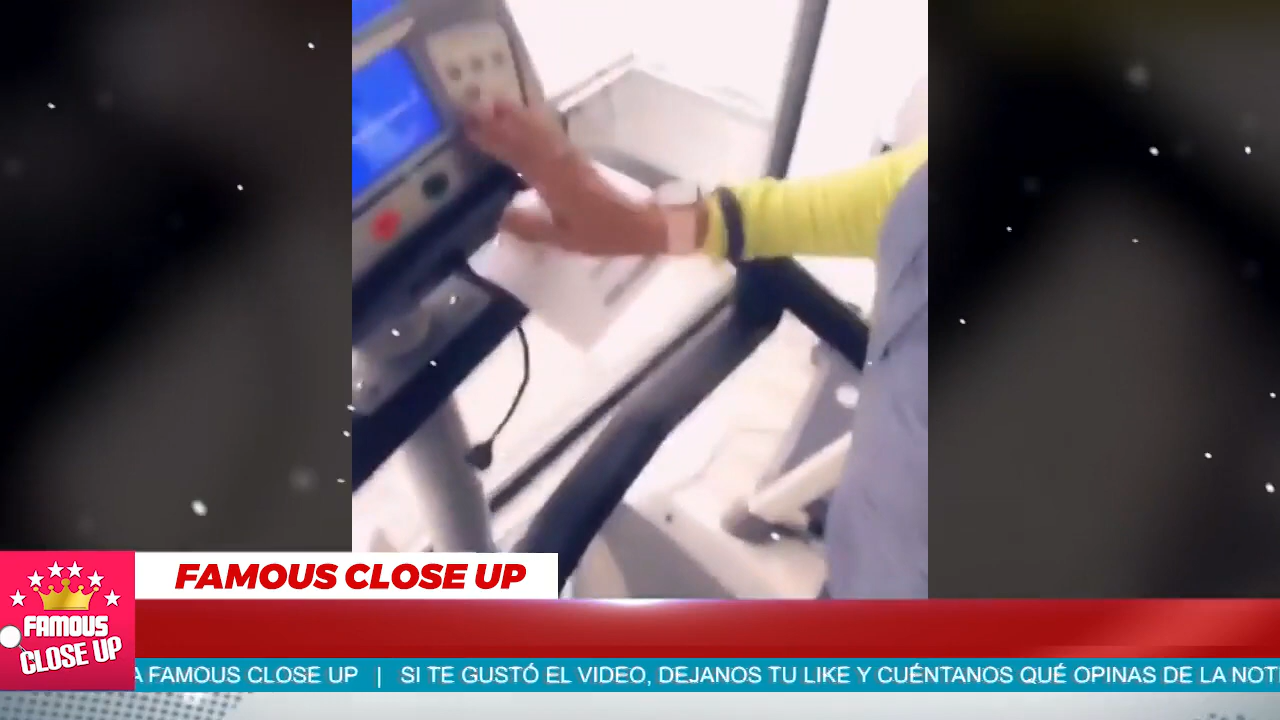 FAMOUS CLOSE UP
FAMOUS
CLOSE UP
A FAMOUS CLOSE UP | SI TE GUSTÓ EL VIDEO, DEJANOS TU LIKE Y CUÉNTANOS QUÉ OPINAS DE LA